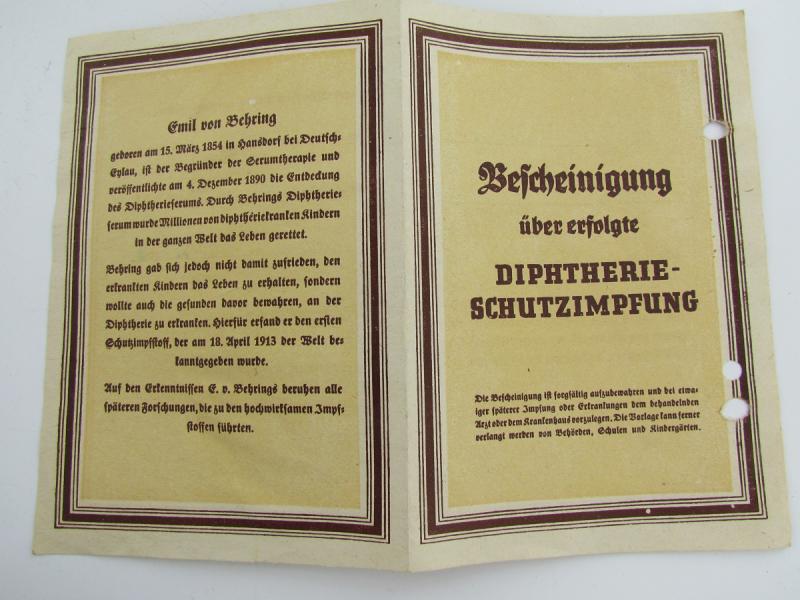 Emil von Behring
geboren am 15. März 1854 in Hansdorf bei Deutsch-
Eylau, ist der Begründer der Serumtherapie und
veröffentlichte am 4. Dezember 1890 die Entdeckung
des Diphtherieserums. Durch Behrings Diphtherie-
serum wurde Millionen von diphtheriekranken Kindern
in der ganzen Welt das Leben gerettet.
Behring gab sich jedoch nicht damit zufrieden, den
erkrankten Kindern das Leben zu erhalten, sondern
wollte auch die gesunden davor bewahren, an der
Diphtherie zu erkranken. Hierfür erfand er den ersten
Schutzimpfstoff, der am 18. April 1913 der Welt be-
kanntgegeben wurde.
Auf den Erkenntnissen E. v. Behrings beruhen alle
späteren Forschungen, die zu den hochwirksamen Impf-
stoffen führten.
Bescheinigung
über erfolgte
DIPHTHERIE-
SCHUTZIMPFUNG
Die Bescheinigung ist sorgfältig aufzubewahren und bei etwa-
iger späterer Impfung oder Erkrankungen dem behandelnden
Arzt oder dem Krankenhaus vorzulegen. Die Vorlage kann ferner
verlangt werden von Behörden, Schulen und Kindergärten.